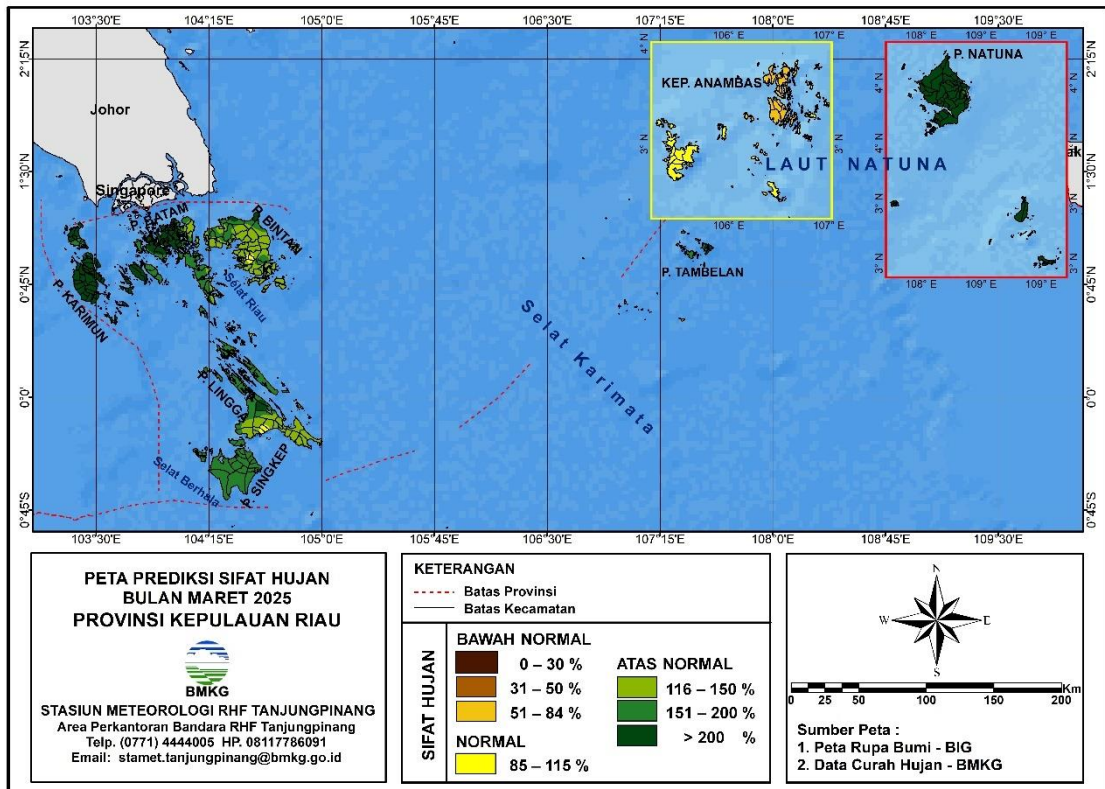 103°30'E 104°15'E 105°0'E 105°45'E 106°30'E 107°15'E 108°0'E 108°45'E 109°30'E
2°15'N
1°30'N
0°45'N
0°0'
0°45'S
2°15'N
1°30'N
0°45'N
0°0'
0°45'S
Johor
Singapore
P. BATAM
P. BINTAN
P. KARIMUN
Selat Riau
P. LINGGA
P. SINGKEP
Selat Berhala
Selat Karimata
LAUT NATUNA
P. TAMBELAN
106° E 107° E
4° N
3° N
KEP. ANAMBAS
3° N
106° E 107° E
108° E 109° E 109° E
P. NATUNA
4° N
4° N
3° N
3° N
4° N
4° N
3° N
3° N
108° E 109° E 109° E
ak
PETA PREDIKSI SIFAT HUJAN
BULAN MARET 2025
PROVINSI KEPULAUAN RIAU
BMKG
STASIUN METEOROLOGI RHF TANJUNGPINANG
Area Perkantoran Bandara RHF Tanjungpinang
Telp. (0771) 4444005 HP. 08117786091
Email: stamet.tanjungpinang@bmkg.go.id
KETERANGAN
Batas Provinsi
Batas Kecamatan
SIFAT HUJAN
BAWAH NORMAL
0 – 30 %
31 – 50 %
51 – 84 %
NORMAL
85 – 115 %
ATAS NORMAL
116 – 150 %
151 – 200 %
> 200 %
N
W E
S
0 25 50 100 150 200 Km
Sumber Peta :
1. Peta Rupa Bumi - BIG
2. Data Curah Hujan - BMKG